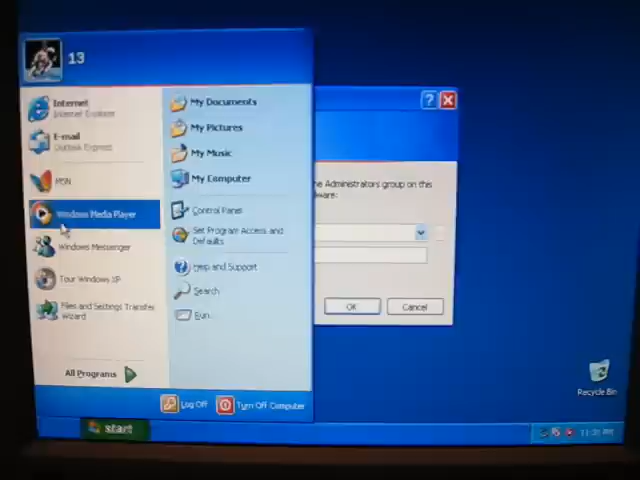 13
Internet
Internet Explorer
E-mail
Outlook Express
MSN
Windows Media Player
Windows Messenger
Tour Windows XP
Files and Settings Transfer
Wizard
All Programs
My Documents
My Pictures
My Music
My Computer
Control Panel
Set Program Access and
Defaults
Help and Support
Search
Run...
Log Off
Turn Off Computer
start
Administrators group on this
OK
Cancel
Recycle Bin